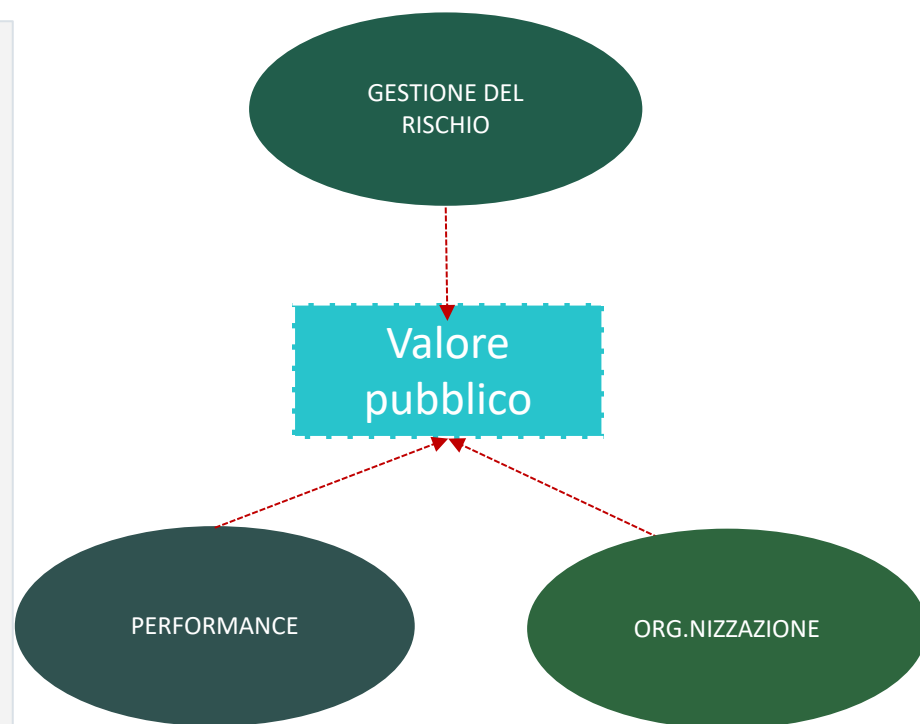 GESTIONE DEL
RISCHIO
Valore
pubblico
PERFORMANCE
ORG.NIZZAZIONE